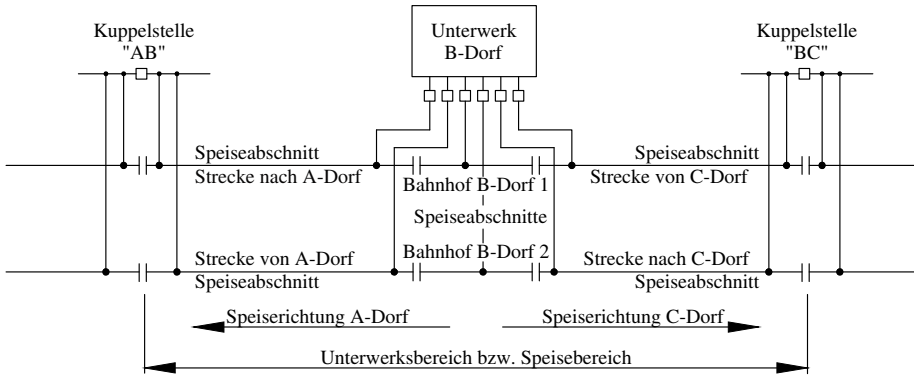 Kuppelstelle
"AB"
Unterwerk
B-Dorf
Kuppelstelle
"BC"
Speiseabschnitt
Strecke nach A-Dorf
Bahnhof B-Dorf 1
Speiseabschnitt
Strecke von C-Dorf
Speiseabschnitte
Strecke von A-Dorf
Speiseabschnitt
Bahnhof B-Dorf 2
Strecke nach C-Dorf
Speiseabschnitt
Speiserichtung A-Dorf
Speiserichtung C-Dorf
Unterwerksbereich bzw. Speisebereich